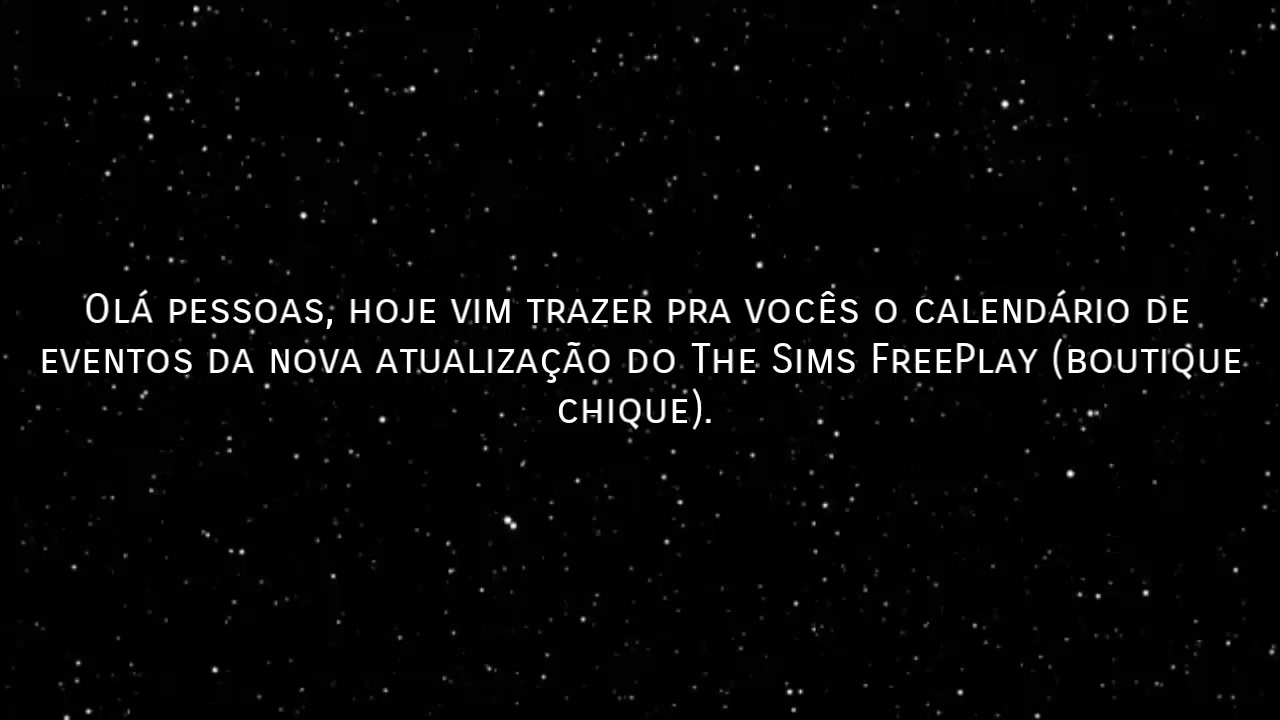 Olá pessoas, hoje vim trazer pra vocês o calendário de
eventos da nova atualização do The Sims FreePlay (boutique
chique).